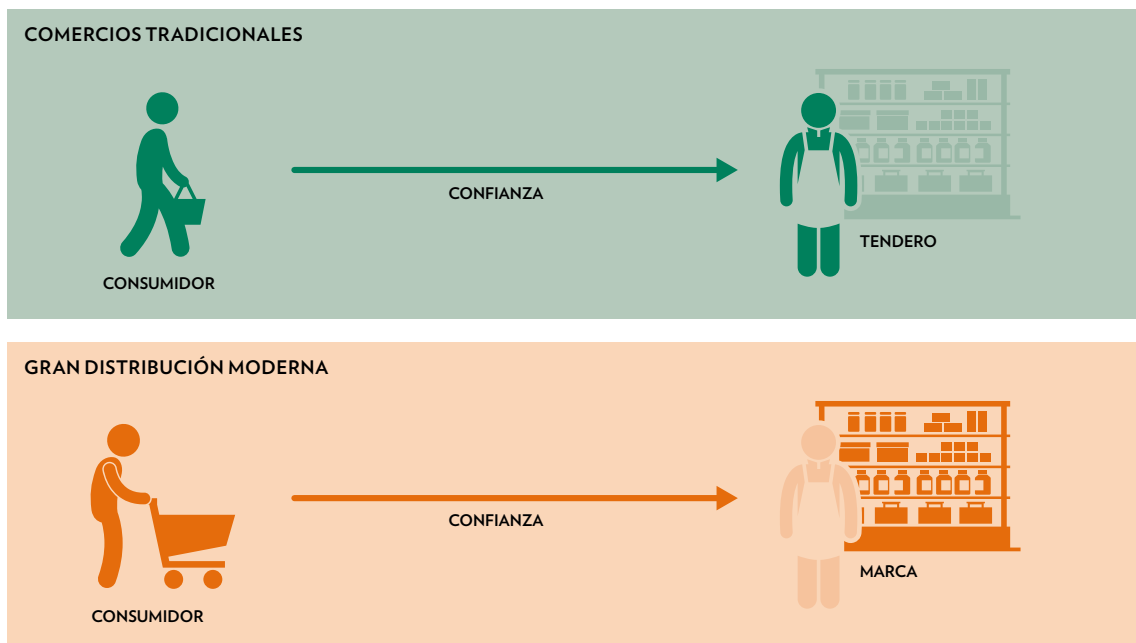 COMERCIOS TRADICIONALES
CONFIANZA
TENDERO
CONSUMIDOR
GRAN DISTRIBUCIÓN MODERNA
CONFIANZA
MARCA
CONSUMIDOR